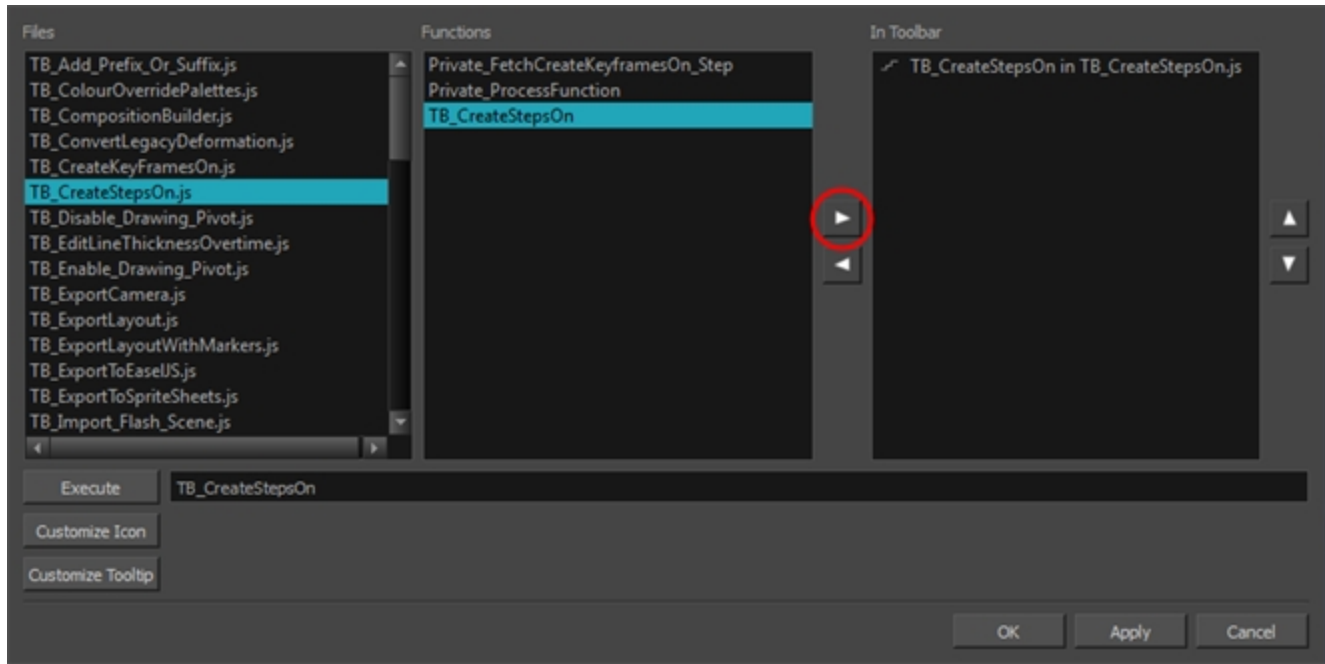 Files
TB_Add_Prefix_Or_Suffix.js
TB_ColourOverridePalettes.js
TB_CompositionBuilder.js
TB_ConvertLegacyDeformation.js
TB_CreateKeyFramesOn.js
TB_CreateStepsOn.js
TB_Disable_Drawing_Pivot.js
TB_EditLineThicknessOvertime.js
TB_Enable_Drawing_Pivot.js
TB_ExportCamera.js
TB_ExportLayout.js
TB_ExportLayoutWithMarkers.js
TB_ExportToEaselJS.js
TB_ExportToSpriteSheets.js
TB_Import_Flash_Scene.js
Functions
Private_FetchCreateKeyframesOn_Step
Private_ProcessFunction
TB_CreateStepsOn
In Toolbar
TB_CreateStepsOn in TB_CreateStepsOn.js
Execute
TB_CreateStepsOn
Customize Icon
Customize Tooltip
OK
Apply
Cancel